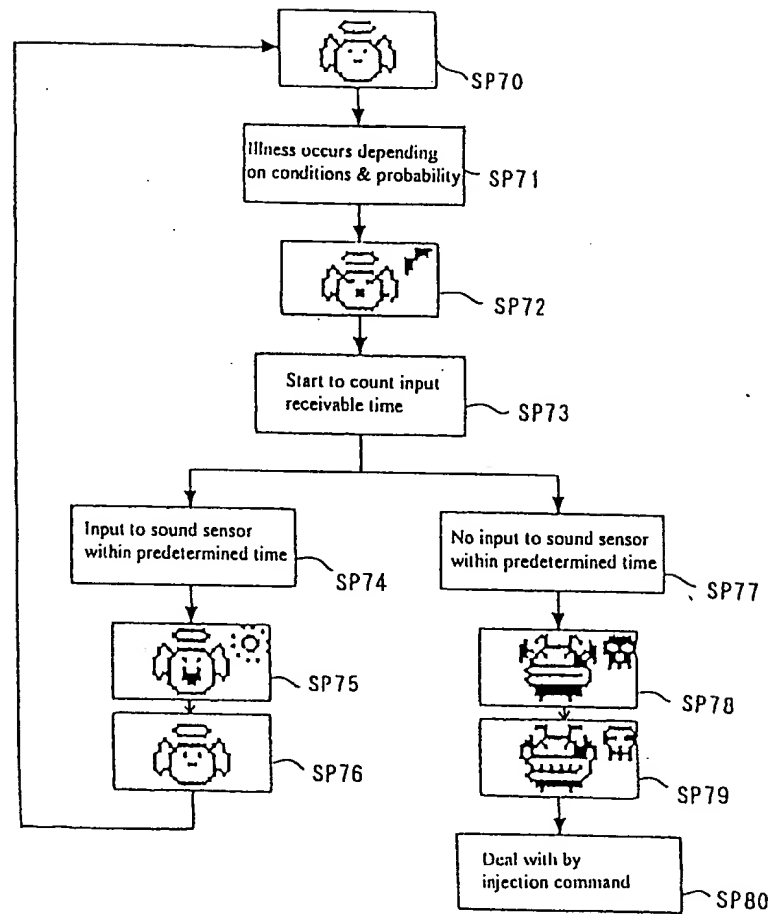 SP70
Illness occurs depending
on conditions & probability
SP71
SP72
Start to count input
receivable time
SP73
Input to sound sensor
within predetermined time
SP74
SP75
SP76
No input to sound sensor
within predetermined time
SP77
SP78
SP79
Deal with by
injection command
SP80